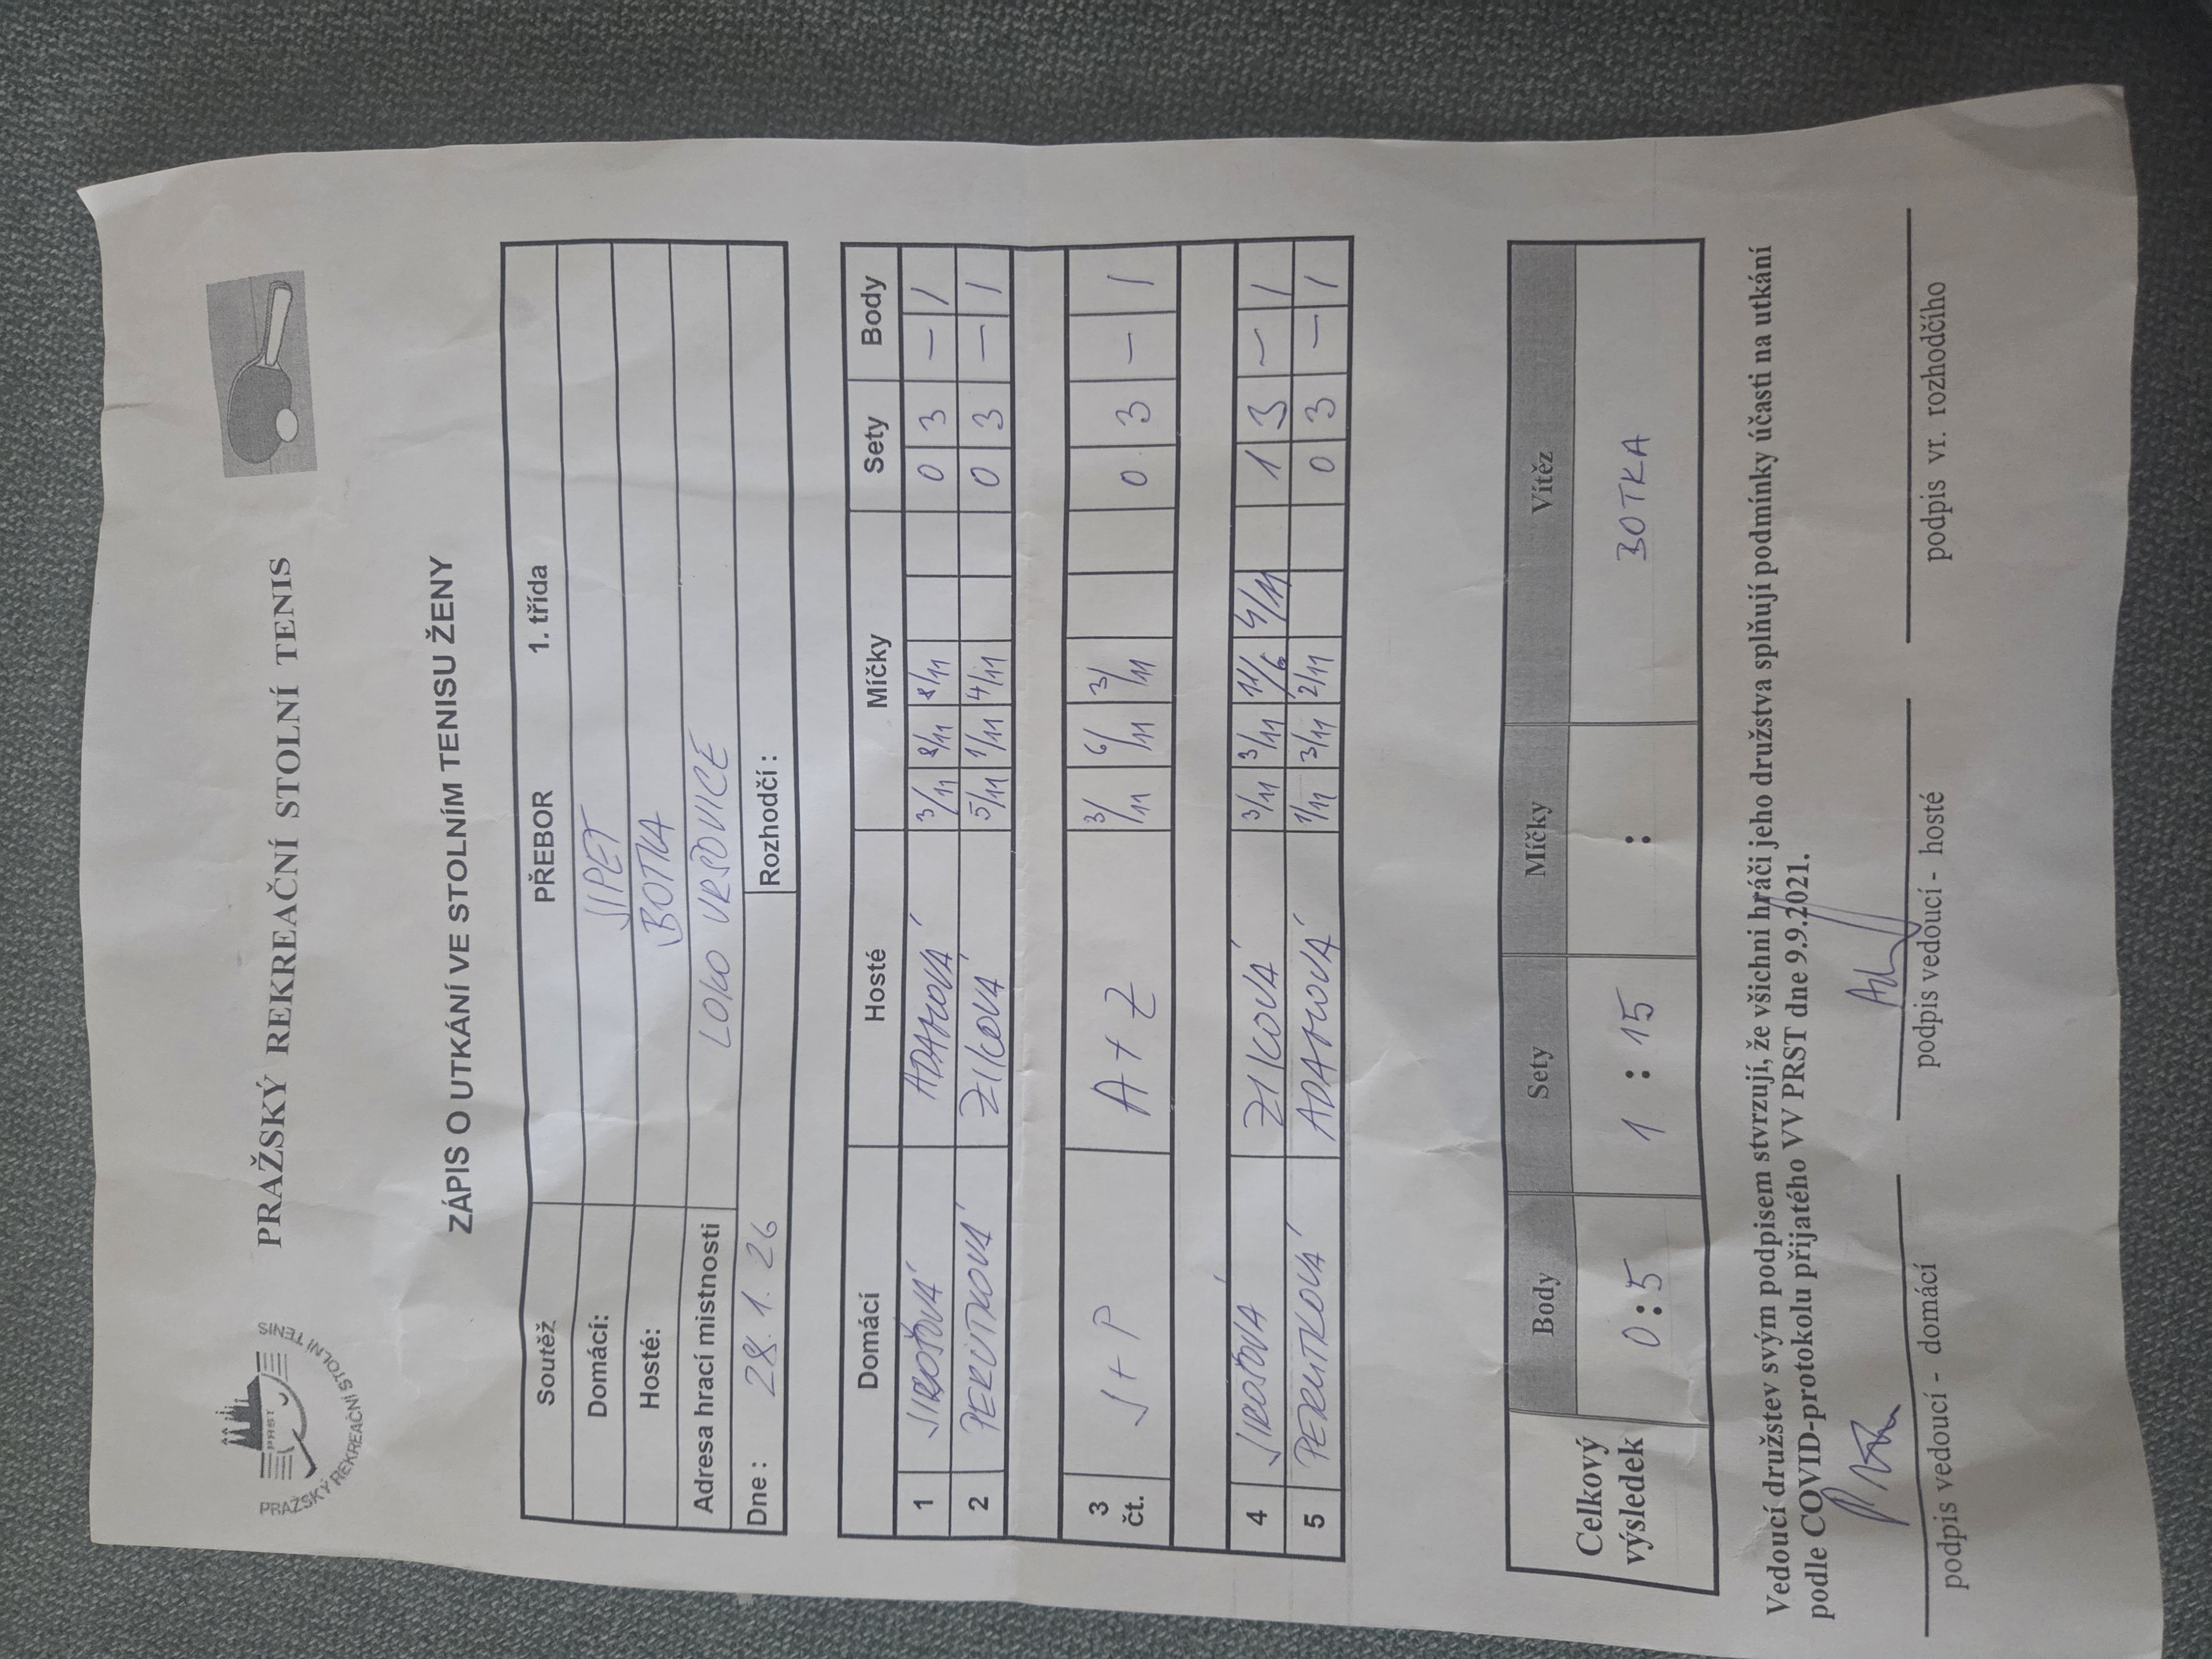 PRAŽSKÝ REKREAČNÍ STOLNÍ TENIS
PRST
PRAŽSKÝ REKREAČNÍ STOLNÍ TENIS
ZÁPIS O UTKÁNÍ VE STOLNÍM TENISU ŽENY
Soutěž PŘEBOR 1. třída
Domácí: JIPET
Hosté: BOTKA
Adresa hrací mistnosti LOKO VRŠOVICE
Dne : 28. 1. 26 Rozhodčí :
Domácí Hosté Míčky Sety Body
1 JIROŠOVÁ ADAMOVÁ 3/11 8/11 8/11 0 3 – 1
2 PERUTKOVÁ ZIKOVÁ 5/11 1/11 4/11 0 3 – 1
3 čt. J + P A + Z 3/11 6/11 3/11 0 3 – 1
4 JIROŠOVÁ ZIKOVÁ 3/11 3/11 11/6 4/11 1 3 – 1
5 PERUTKOVÁ ADAMOVÁ 1/11 3/11 2/11 0 3 – 1
Celkový výsledek Body Sety Míčky Vítěz
0:5 1 : 15 : BOTKA
Vedoucí družstev svým podpisem stvrzují, že všichni hráči jeho družstva splňují podmínky účasti na utkání
podle COVID-protokolu přijatého VV PRST dne 9.9.2021.
podpis vedoucí - domácí podpis vedoucí - hosté podpis vr. rozhodčího